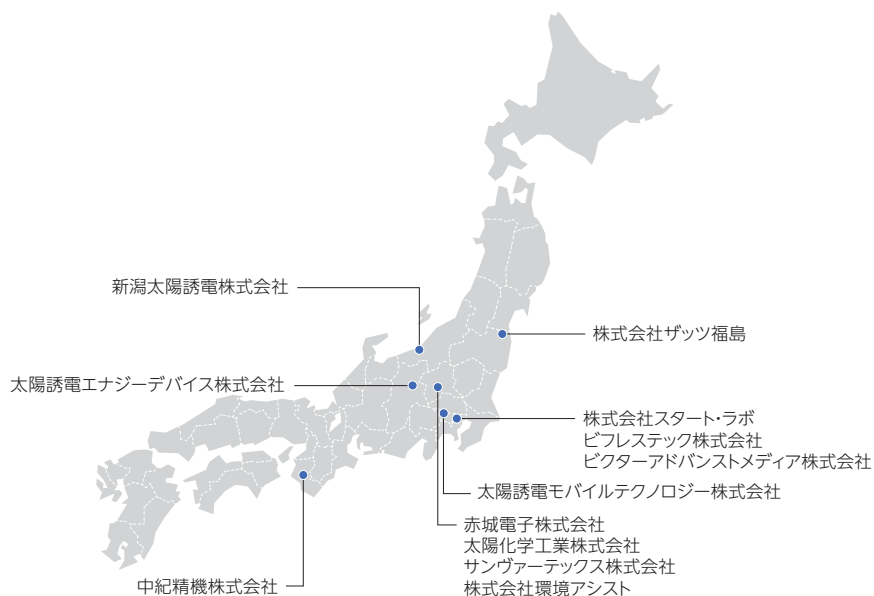 新潟太陽誘電株式会社
株式会社ザッツ福島
太陽誘電エナジーデバイス株式会社
株式会社スタート・ラボ
ビフレステック株式会社
ビクターアドバンストメディア株式会社
太陽誘電モバイルテクノロジー株式会社
赤城電子株式会社
太陽化学工業株式会社
サンヴァーテックス株式会社
株式会社環境アシスト
中紀精機株式会社